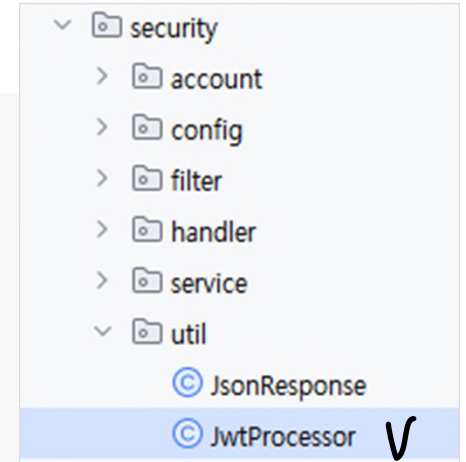 security
account
config
filter
handler
service
util
JsonResponse
JwtProcessor